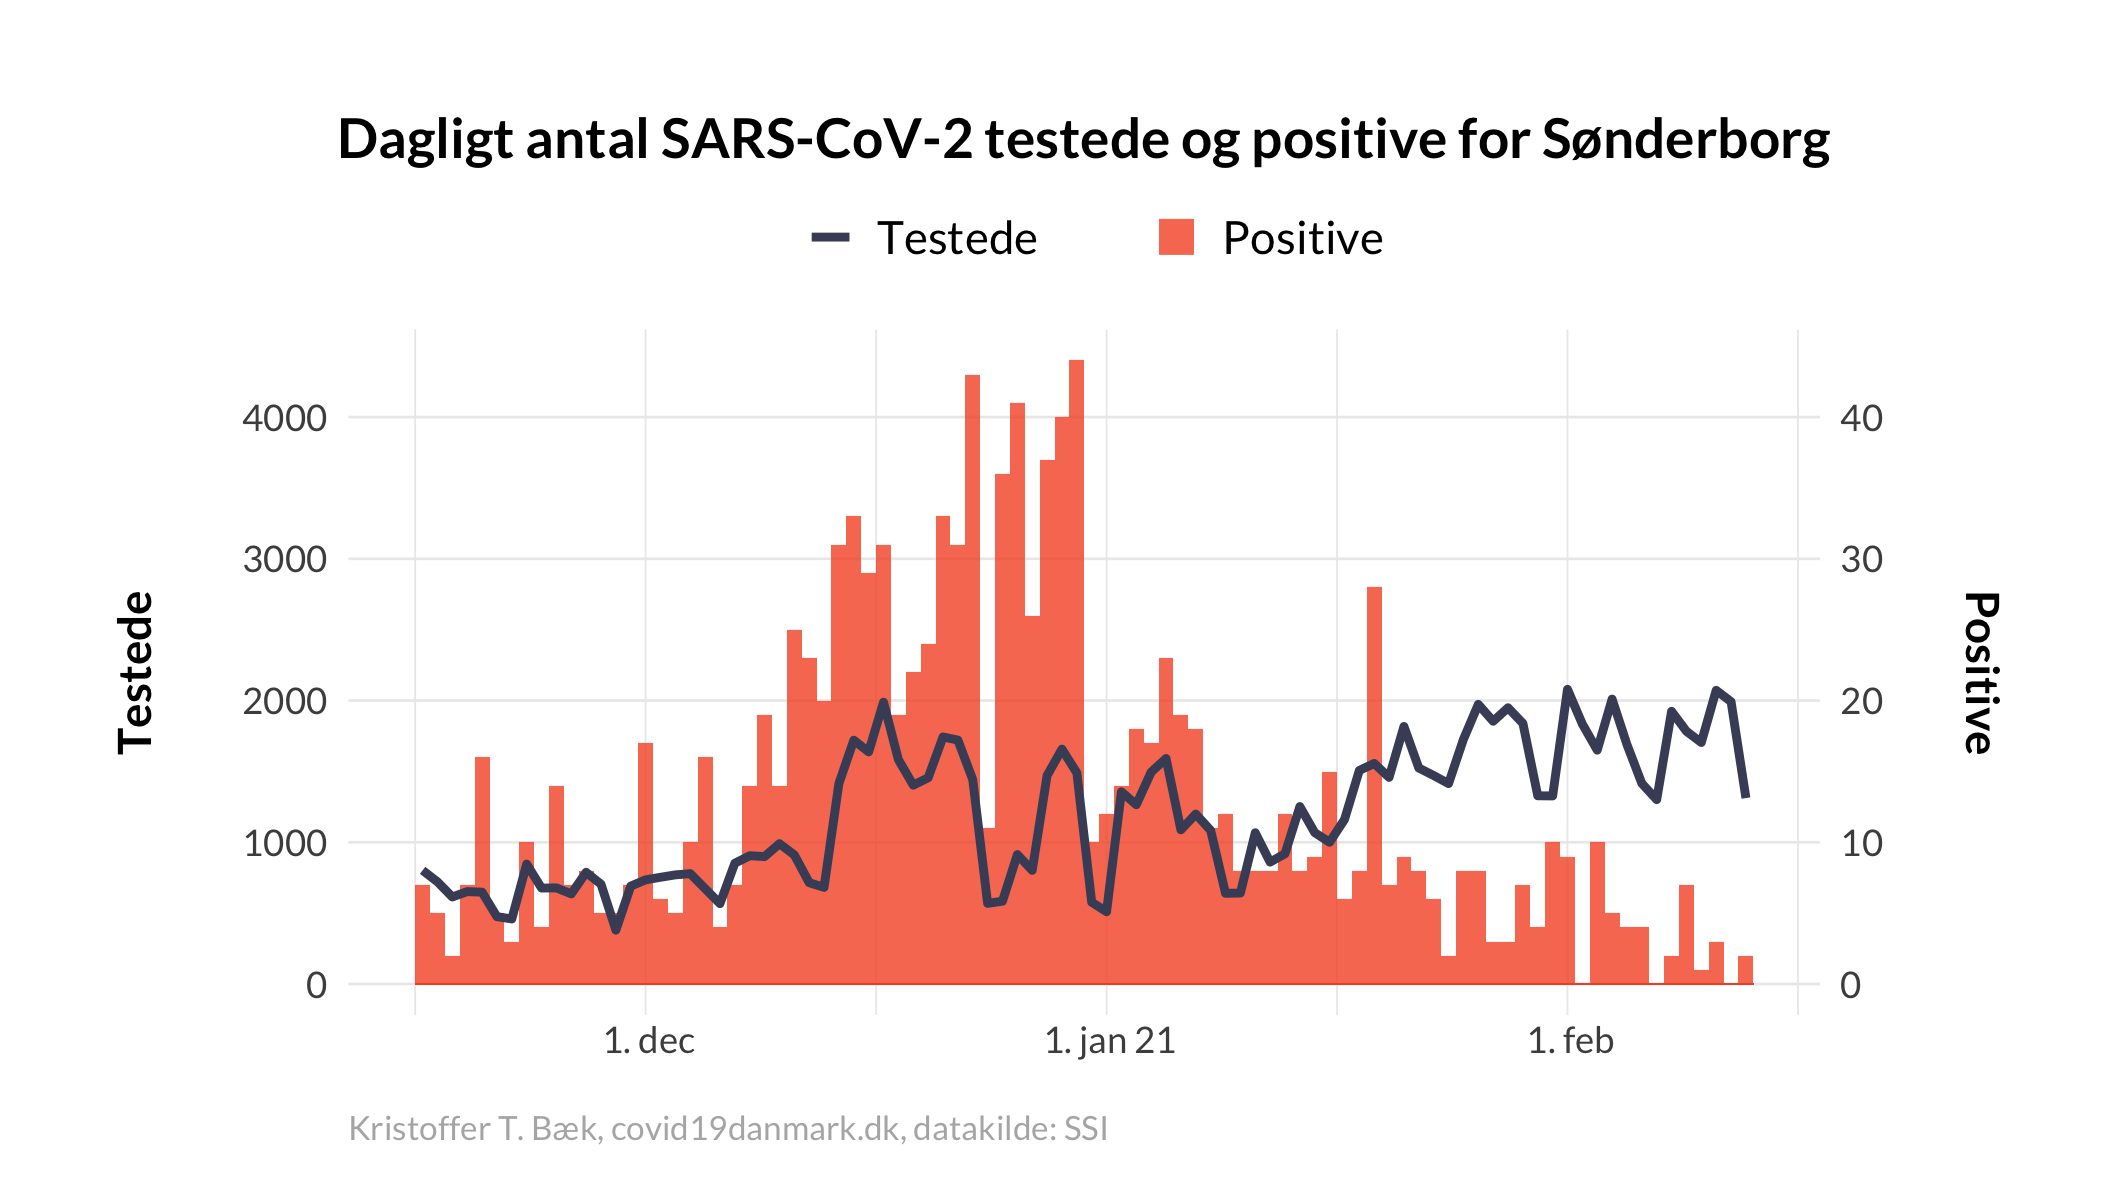 Dagligt antal SARS-CoV-2 testede og positive for Sønderborg
Testede
Positive
4000
3000
2000
1000
0
40
30
20
10
0
Testede
Positive
1. dec
1. jan 21
1. feb
Kristoffer T. Bæk, covid19danmark.dk, datakilde: SSI